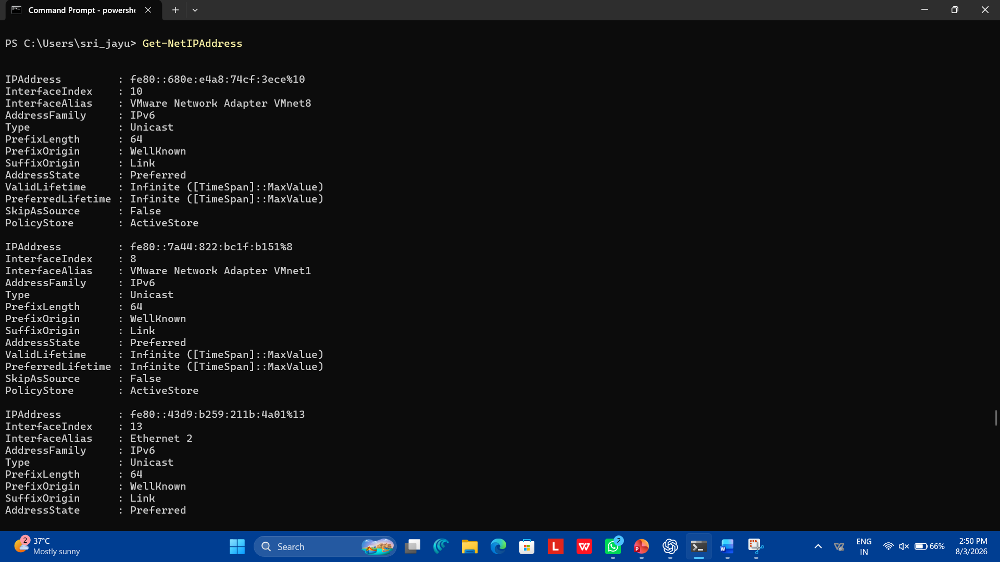 Command Prompt - powershe
PS C:\Users\sri_jayu> Get-NetIPAddress
IPAddress : fe80::680e:e4a8:74cf:3ece%10
InterfaceIndex : 10
InterfaceAlias : VMware Network Adapter VMnet8
AddressFamily : IPv6
Type : Unicast
PrefixLength : 64
PrefixOrigin : WellKnown
SuffixOrigin : Link
AddressState : Preferred
ValidLifetime : Infinite ([TimeSpan]::MaxValue)
PreferredLifetime : Infinite ([TimeSpan]::MaxValue)
SkipAsSource : False
PolicyStore : ActiveStore
IPAddress : fe80::7a44:822:bc1f:b151%8
InterfaceIndex : 8
InterfaceAlias : VMware Network Adapter VMnet1
AddressFamily : IPv6
Type : Unicast
PrefixLength : 64
PrefixOrigin : WellKnown
SuffixOrigin : Link
AddressState : Preferred
ValidLifetime : Infinite ([TimeSpan]::MaxValue)
PreferredLifetime : Infinite ([TimeSpan]::MaxValue)
SkipAsSource : False
PolicyStore : ActiveStore
IPAddress : fe80::43d9:b259:211b:4a01%13
InterfaceIndex : 13
InterfaceAlias : Ethernet 2
AddressFamily : IPv6
Type : Unicast
PrefixLength : 64
PrefixOrigin : WellKnown
SuffixOrigin : Link
AddressState : Preferred
2
37°C
Mostly sunny
Search
L
W
2
P
W
ENG
IN
66%
2:50 PM
8/3/2026